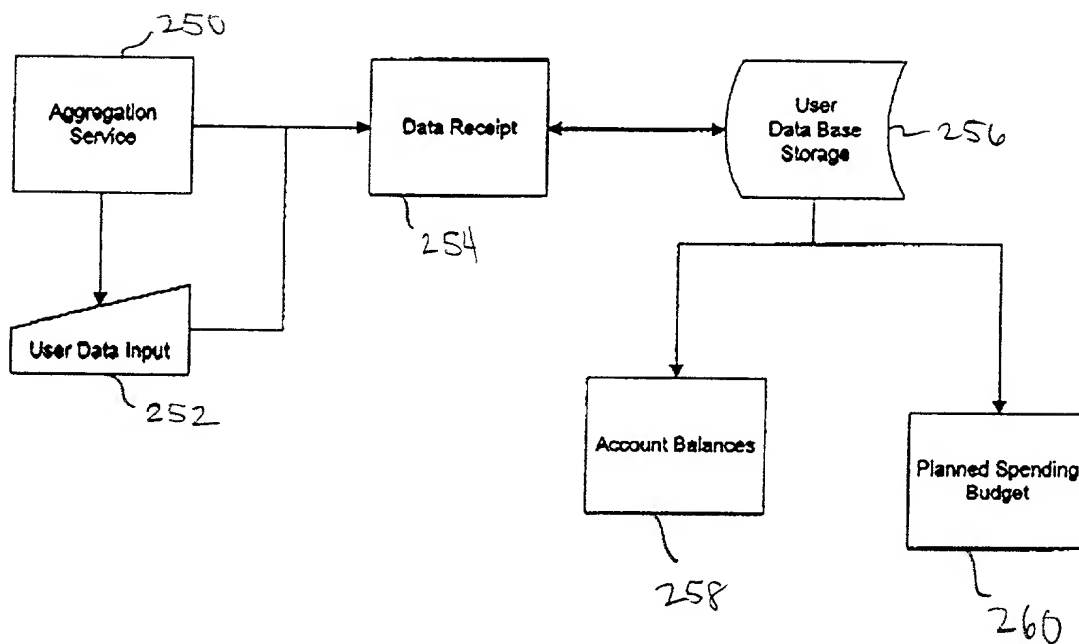 250
Aggregation
Service
Data Receipt
User
Data Base
Storage
256
254
User Data Input
252
Account Balances
258
Planned Spending
Budget
260